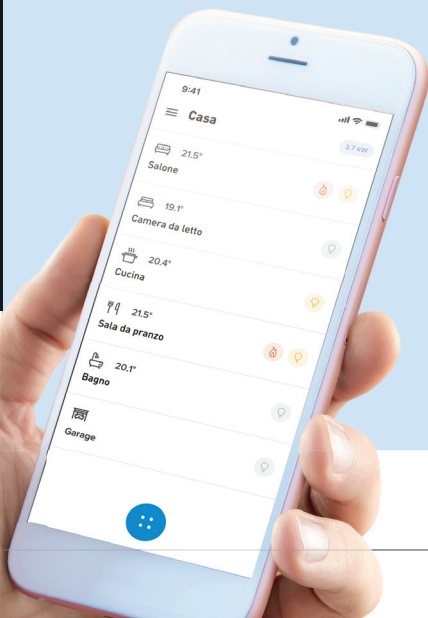 9:41
Casa
3.7 kW
21.5°
Salone
19.1°
Camera da letto
20.4°
Cucina
21.5°
Sala da pranzo
20.1°
Bagno
Garage